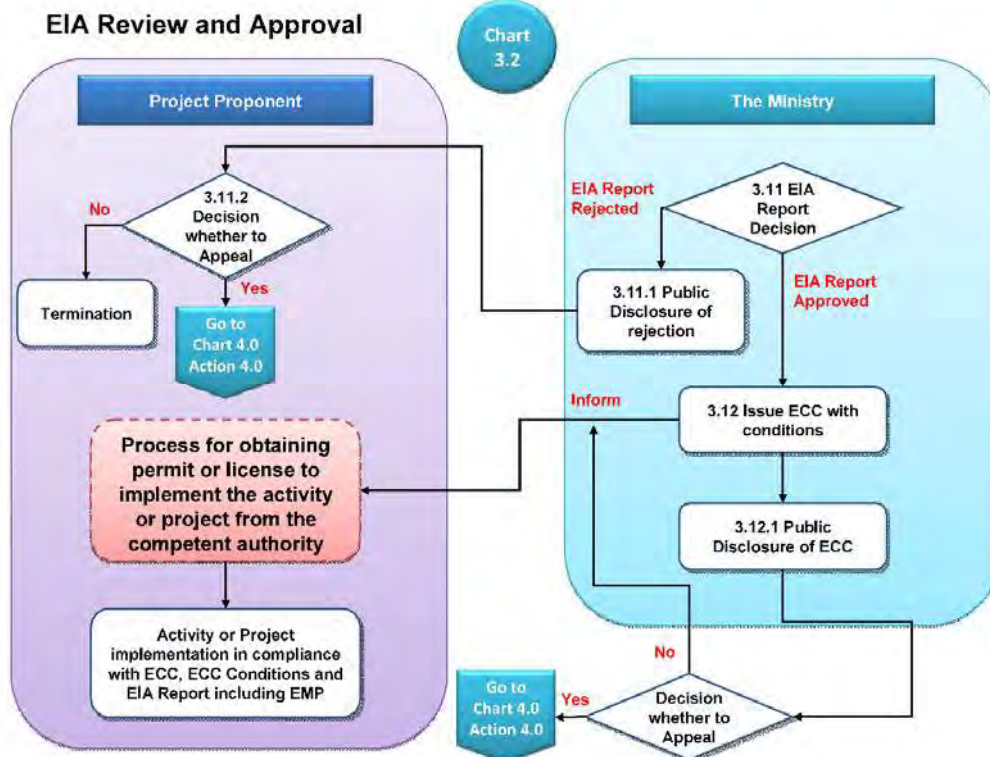 EIA Review and Approval
Chart
3.2
Project Proponent
The Ministry
3.11.2
Decision
whether to
Appeal
No
Yes
Termination
Go to
Chart 4.0
Action 4.0
EIA Report
Rejected
3.11 EIA
Report
Decision
3.11.1 Public
Disclosure of
rejection
EIA Report
Approved
Inform
3.12 Issue ECC with
conditions
Process for obtaining
permit or license to
implement the activity
or project from the
competent authority
3.12.1 Public
Disclosure of ECC
Activity or Project
implementation in compliance
with ECC, ECC Conditions and
EIA Report including EMP
No
Go to
Chart 4.0
Action 4.0
Yes
Decision
whether to
Appeal